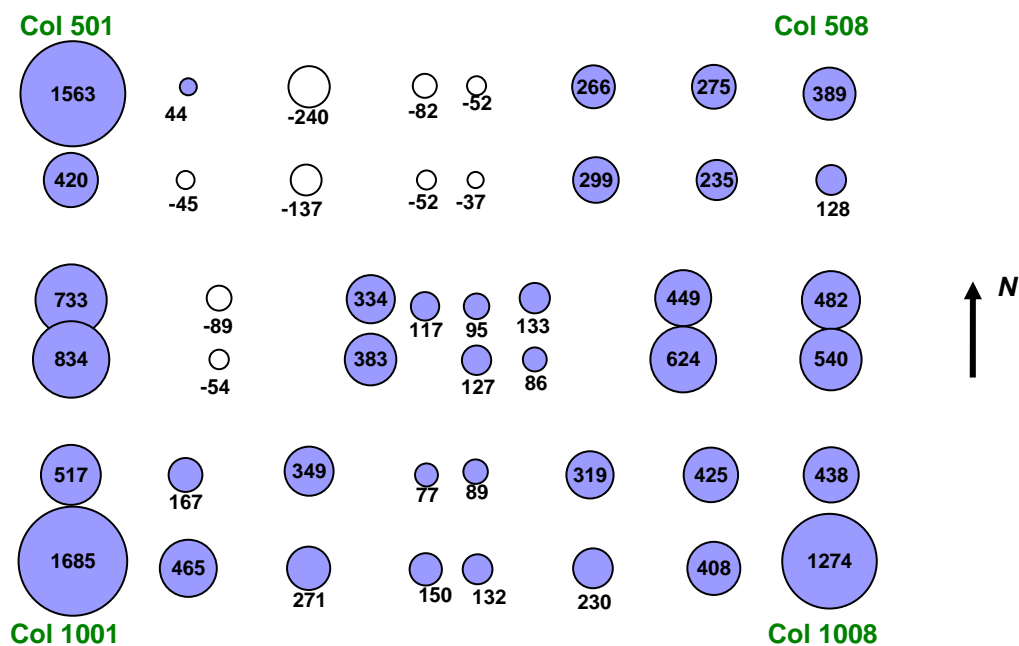 Col 501 Col 508
1563 44 -240 -82 -52 266 275 389
420 -45 -137 -52 -37 299 235 128
N
733 -89 334 117 95 133 449 482
834 -54 383 127 86 624 540
517 167 349 77 89 319 425 438
1685 465 271 150 132 230 408 1274
Col 1001 Col 1008